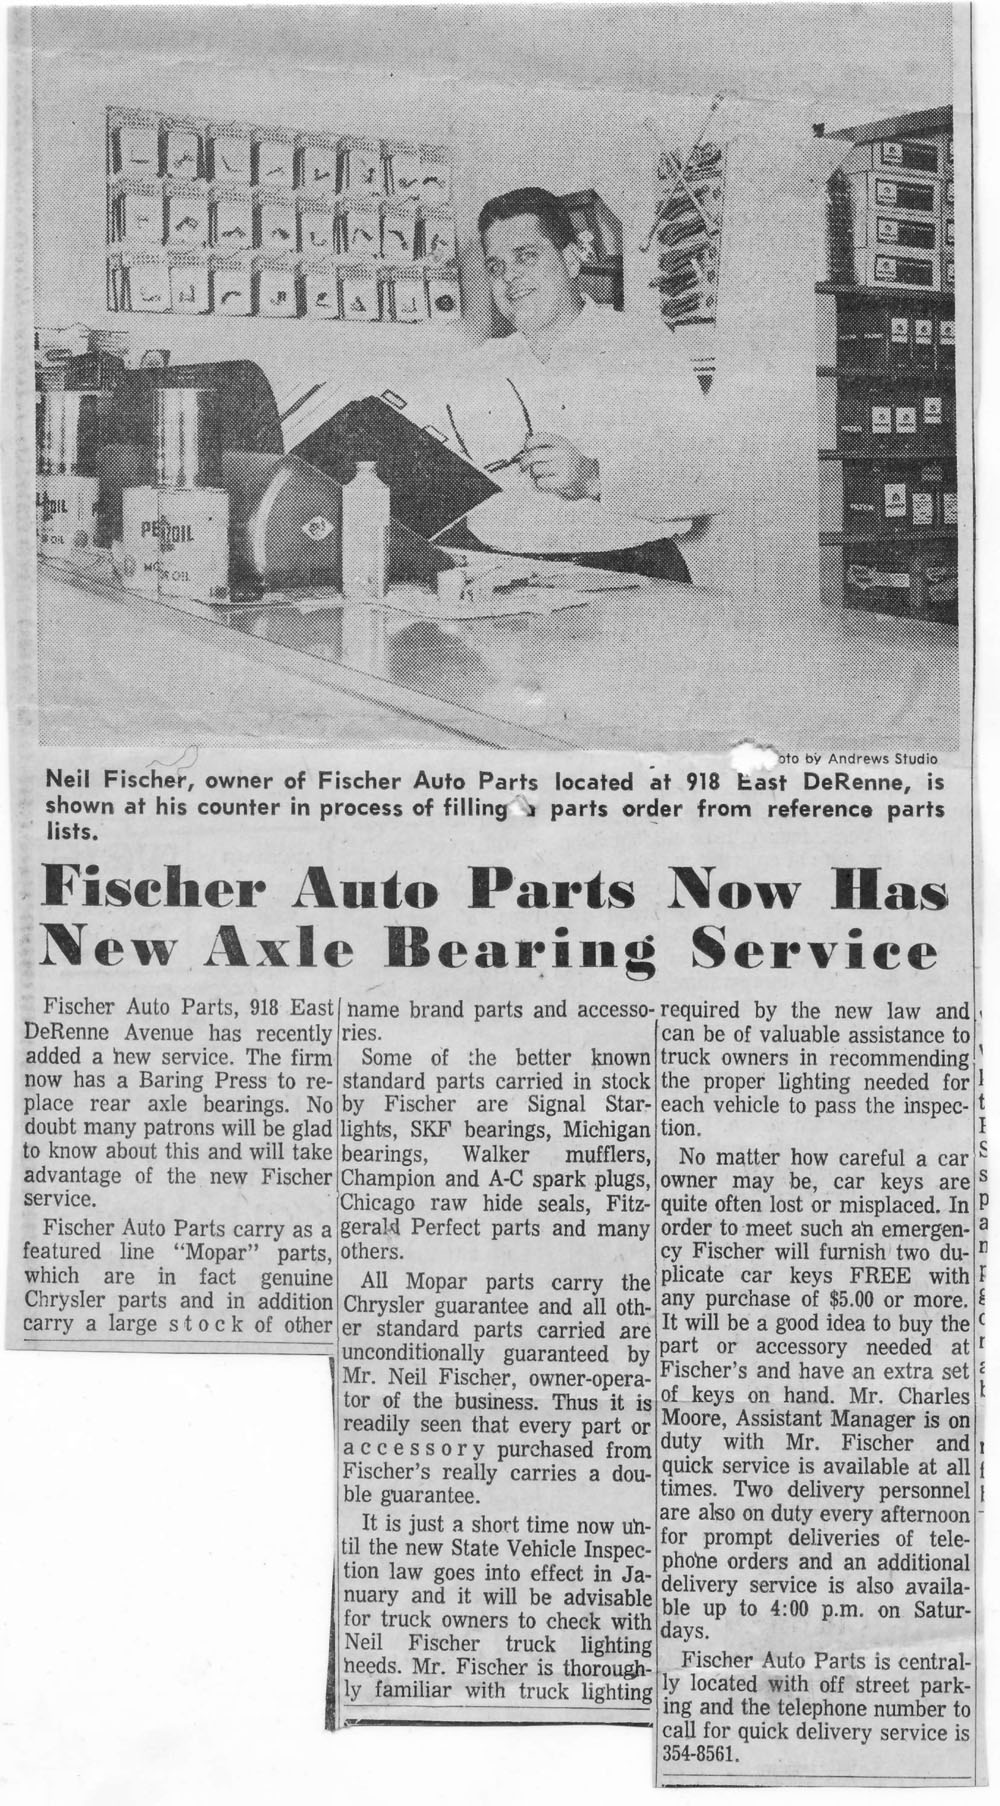 PENZOIL
MOTOR OIL
OIL
OIL
FILTER
FILTER
oto by Andrews Studio
Neil Fischer, owner of Fischer Auto Parts located at 918 East DeRenne, is
shown at his counter in process of filling a parts order from reference parts
lists.
Fischer Auto Parts Now Has
New Axle Bearing Service
Fischer Auto Parts, 918 East
DeRenne Avenue has recently
added a new service. The firm
now has a Baring Press to re-
place rear axle bearings. No
doubt many patrons will be glad
to know about this and will take
advantage of the new Fischer
service.
Fischer Auto Parts carry as a
featured line “Mopar” parts,
which are in fact genuine
Chrysler parts and in addition
carry a large stock of other
name brand parts and accesso-
ries.
Some of the better known
standard parts carried in stock
by Fischer are Signal Star-
lights, SKF bearings, Michigan
bearings, Walker mufflers,
Champion and A-C spark plugs,
Chicago raw hide seals, Fitz-
gerald Perfect parts and many
others.
All Mopar parts carry the
Chrysler guarantee and all oth-
er standard parts carried are
unconditionally guaranteed by
Mr. Neil Fischer, owner-opera-
tor of the business. Thus it is
readily seen that every part or
accessory purchased from
Fischer's really carries a dou-
ble guarantee.
It is just a short time now un-
til the new State Vehicle Inspec-
tion law goes into effect in Ja-
nuary and it will be advisable
for truck owners to check with
Neil Fischer truck lighting
needs. Mr. Fischer is thorough-
ly familiar with truck lighting
required by the new law and
can be of valuable assistance to
truck owners in recommending
the proper lighting needed for
each vehicle to pass the inspec-
tion.
No matter how careful a car
owner may be, car keys are
quite often lost or misplaced. In
order to meet such an emergen-
cy Fischer will furnish two du-
plicate car keys FREE with
any purchase of $5.00 or more.
It will be a good idea to buy the
part or accessory needed at
Fischer's and have an extra set
of keys on hand. Mr. Charles
Moore, Assistant Manager is on
duty with Mr. Fischer and
quick service is available at all
times. Two delivery personnel
are also on duty every afternoon
for prompt deliveries of tele-
phone orders and an additional
delivery service is also availa-
ble up to 4:00 p.m. on Satur-
days.
Fischer Auto Parts is central-
ly located with off street park-
ing and the telephone number to
call for quick delivery service is
354-8561.